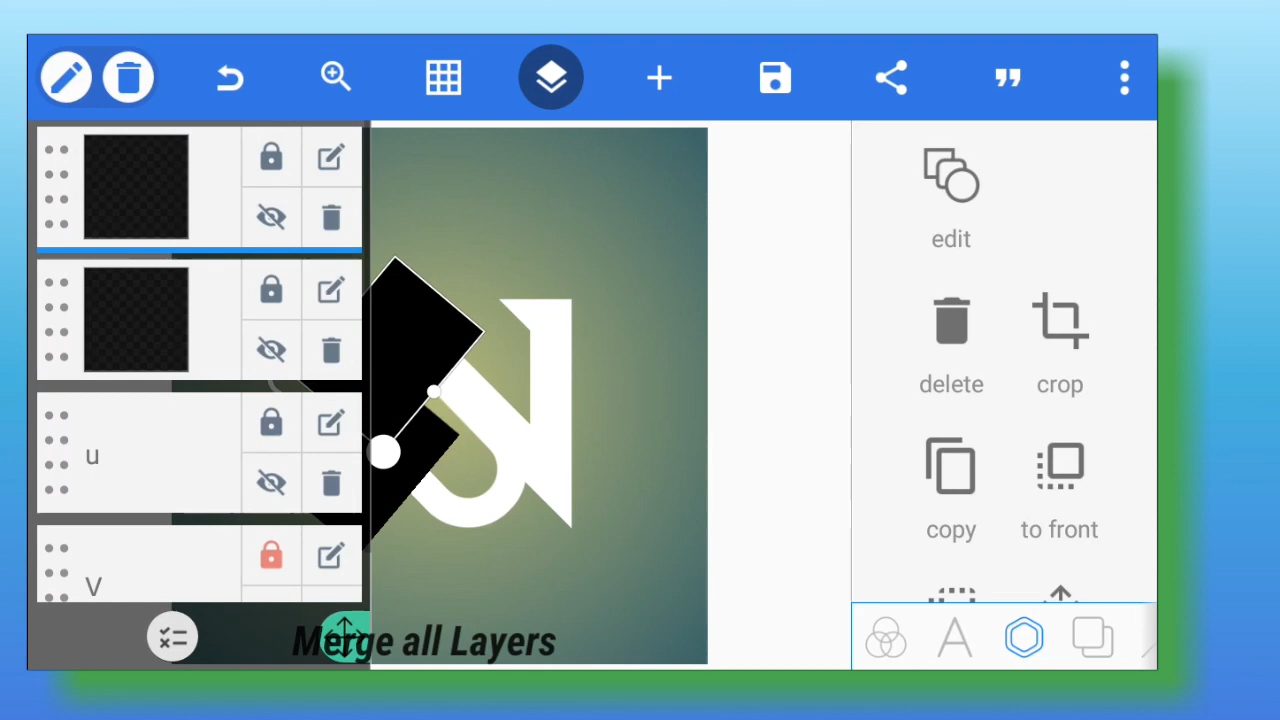 edit
delete
crop
u
copy
to front
V
Merge all Layers